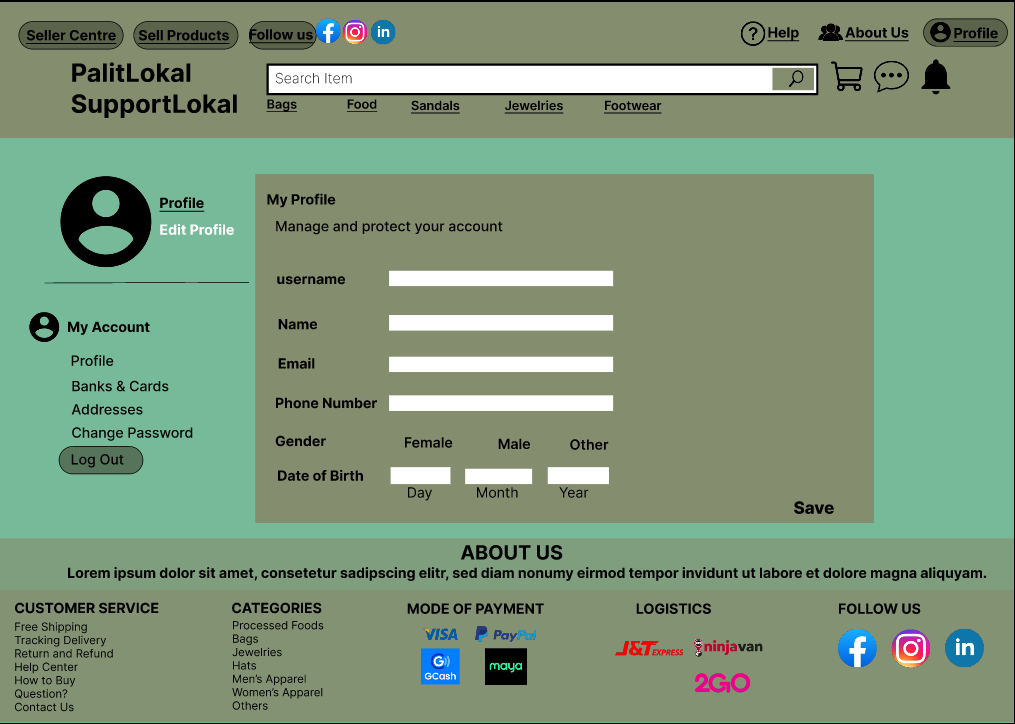 Seller Centre Sell Products Follow us Help About Us Profile
PalitLokal
SupportLokal
Search Item
Bags Food Sandals Jewelries Footwear
Profile
Edit Profile
My Account
Profile
Banks & Cards
Addresses
Change Password
Log Out
My Profile
Manage and protect your account
username
Name
Email
Phone Number
Gender Female Male Other
Date of Birth
Day Month Year
Save
ABOUT US
Lorem ipsum dolor sit amet, consetetur sadipscing elitr, sed diam nonumy eirmod tempor invidunt ut labore et dolore magna aliquyam.
CUSTOMER SERVICE
Free Shipping
Tracking Delivery
Return and Refund
Help Center
How to Buy
Question?
Contact Us
CATEGORIES
Processed Foods
Bags
Jewelries
Hats
Men's Apparel
Women's Apparel
Others
MODE OF PAYMENT
VISA PayPal
GCash maya
LOGISTICS
J&T EXPRESS ninjavan
2GO
FOLLOW US